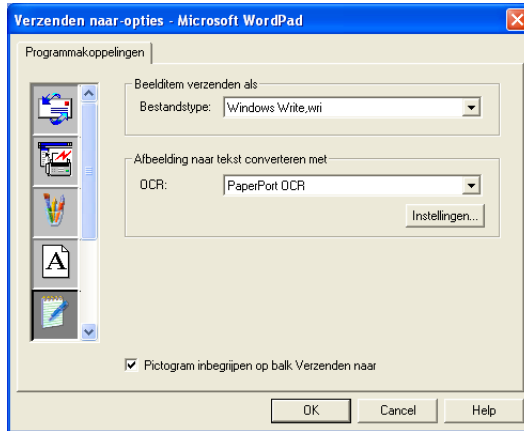 Verzenden naar-opties - Microsoft WordPad
Programmakoppelingen
Beelditem verzenden als
Bestandstype: Windows Write,wri
Afbeelding naar tekst converteren met
OCR: PaperPort OCR
Instellingen...
A
Pictogram inbegrijpen op balk Verzenden naar
OK Cancel Help